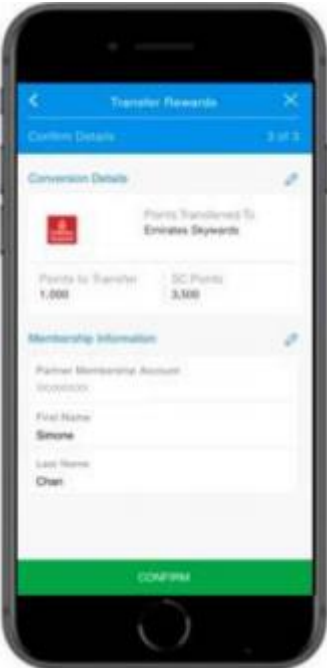 Transfer Rewards
Confirm Details
3 of 3
Conversion Details
Points Transferred To
Emirates Skywards
Points to Transfer
SC Points
1,000
3,500
Membership Information
Partner Membership Account
First Name
Simone
Last Name
Chan
CONFIRM